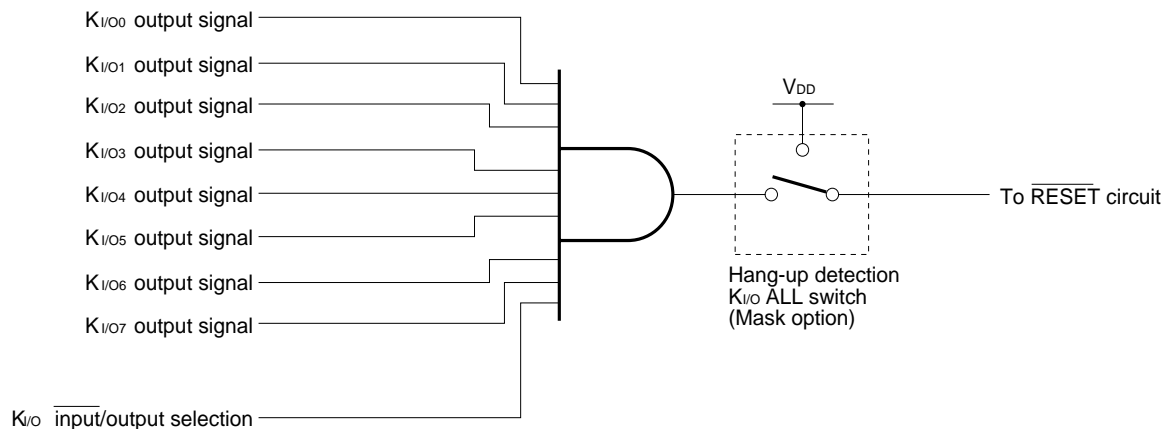 KI/O0 output signal
KI/O1 output signal
KI/O2 output signal
KI/O3 output signal
KI/O4 output signal
KI/O5 output signal
KI/O6 output signal
KI/O7 output signal
KI/O input/output selection
VDD
Hang-up detection
KI/O ALL switch
(Mask option)
To RESET circuit